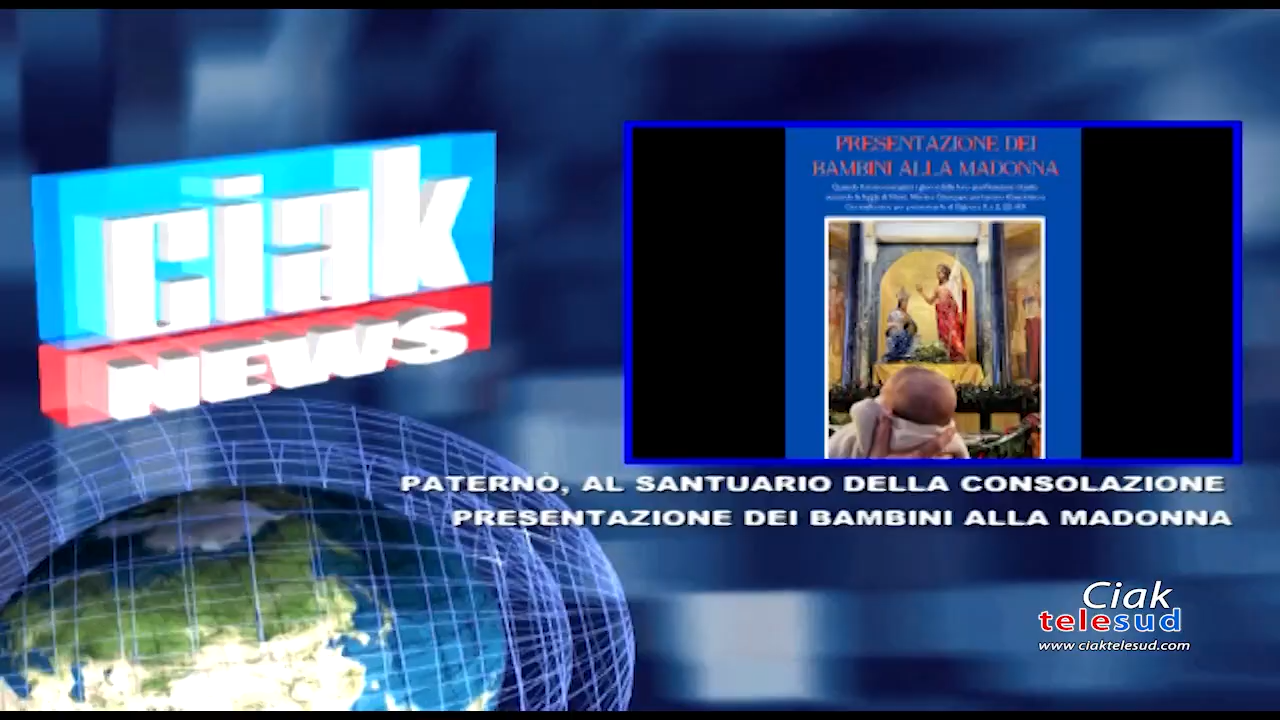 ciak
NEWS
PRESENTAZIONE DEI
BAMBINI ALLA MADONNA
PATERNÒ, AL SANTUARIO DELLA CONSOLAZIONE
PRESENTAZIONE DEI BAMBINI ALLA MADONNA
Ciak
telesud
www.ciaktelesud.com